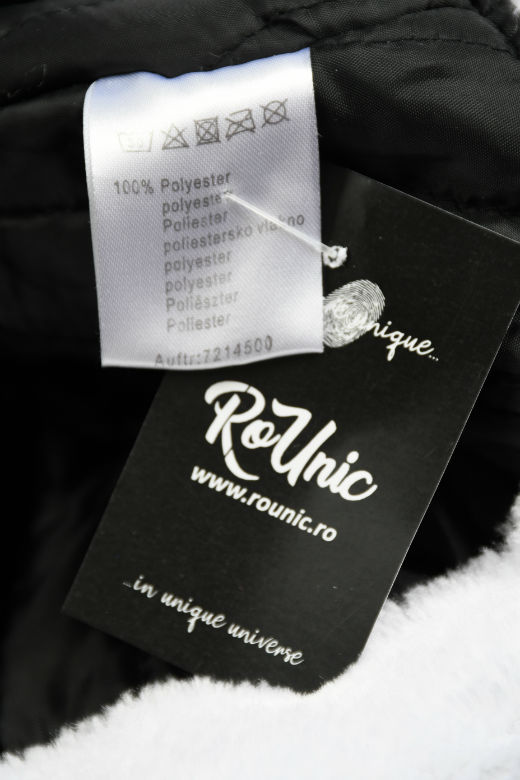 30
100% Polyester
polyester
Poliester
poliestersko vlakno
polyester
polyester
Poliészter
Poliester
Auftr:7214500
unique...
RoUnic
www.rounic.ro
...in unique universe